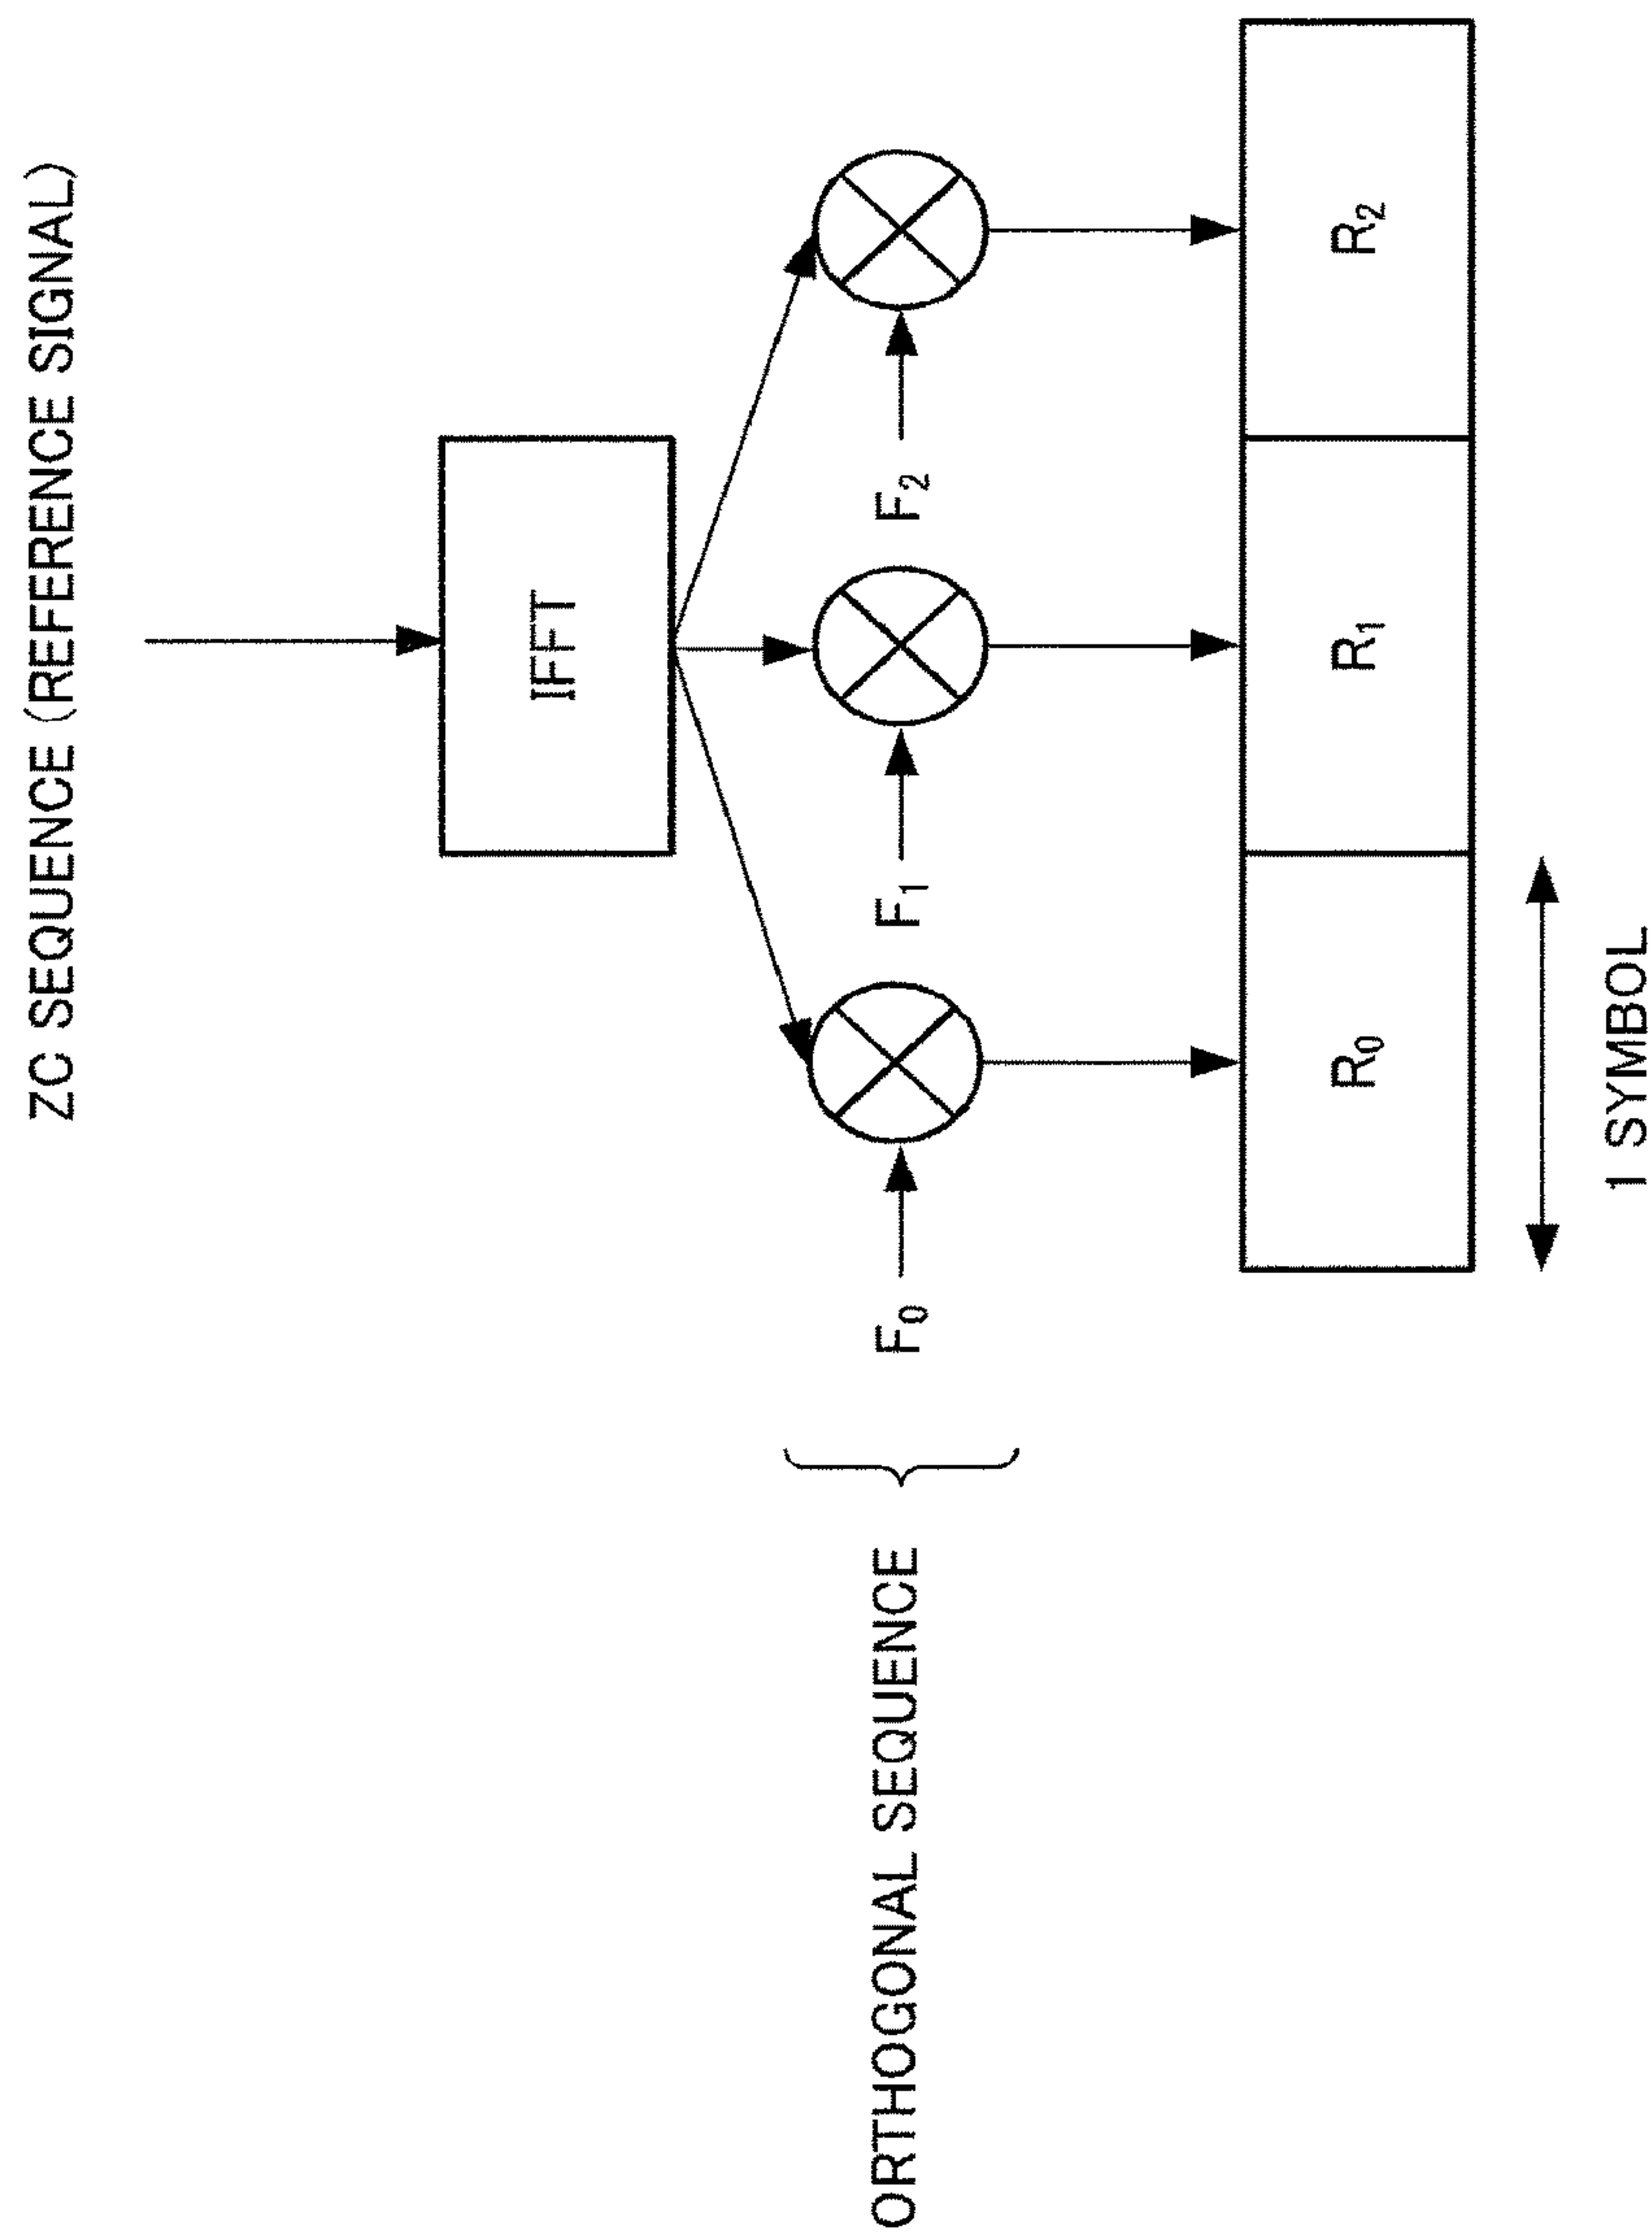 ZC SEQUENCE (REFERENCE SIGNAL)
IFFT
ORTHOGONAL SEQUENCE
F0
F1
F2
R0
R1
R2
1 SYMBOL